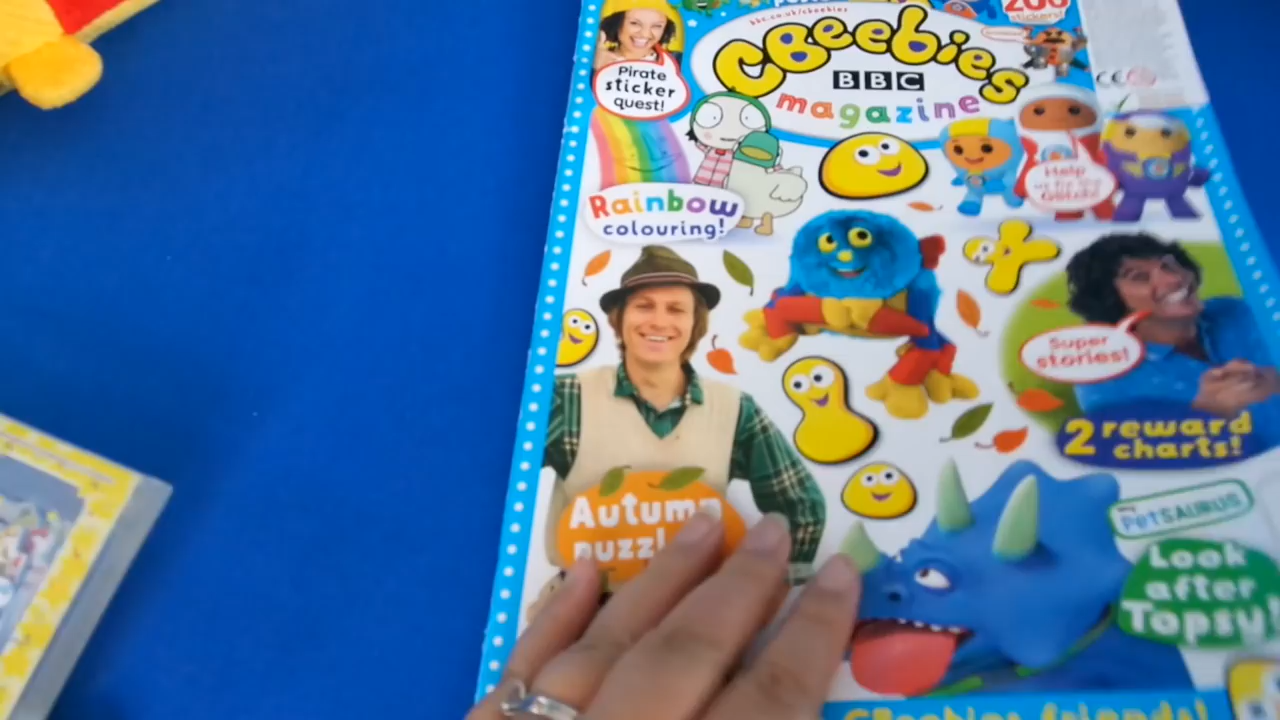 200
stickers!
bbc.co.uk/cbeebies
CBeebies
BBC
magazine
Pirate
sticker
quest!
Rainbow
colouring!
Help
Super
stories!
2 reward
charts!
Autumn
my
PETSAURUS
Look
after
Topsy!
CBeebies friends!